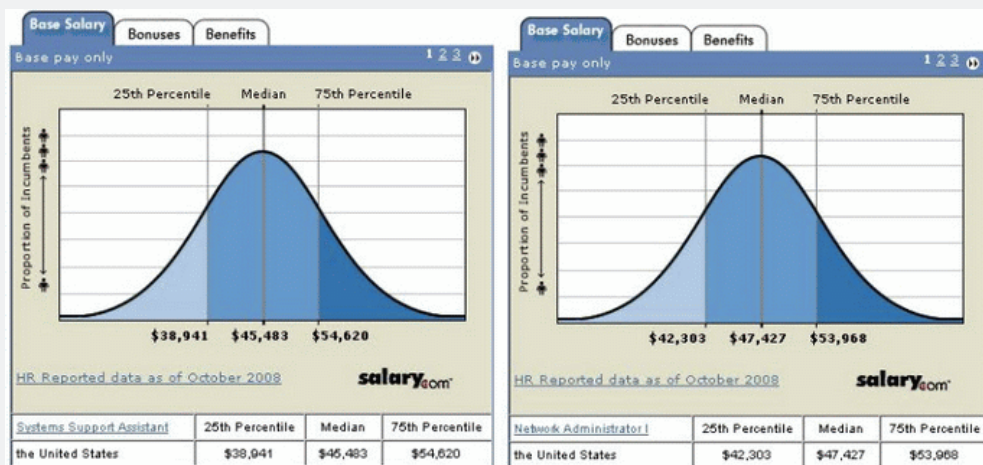 Base Salary Bonuses Benefits
Base pay only 1 2 3
25th Percentile Median 75th Percentile
Proportion of Incumbents
$38,941 $45,483 $54,620
HR Reported data as of October 2008 salary.com
Systems Support Assistant 25th Percentile Median 75th Percentile
the United States $38,941 $45,483 $54,620
Base Salary Bonuses Benefits
Base pay only 1 2 3
25th Percentile Median 75th Percentile
Proportion of Incumbents
$42,303 $47,427 $53,968
HR Reported data as of October 2008 salary.com
Network Administrator I 25th Percentile Median 75th Percentile
the United States $42,303 $47,427 $53,968